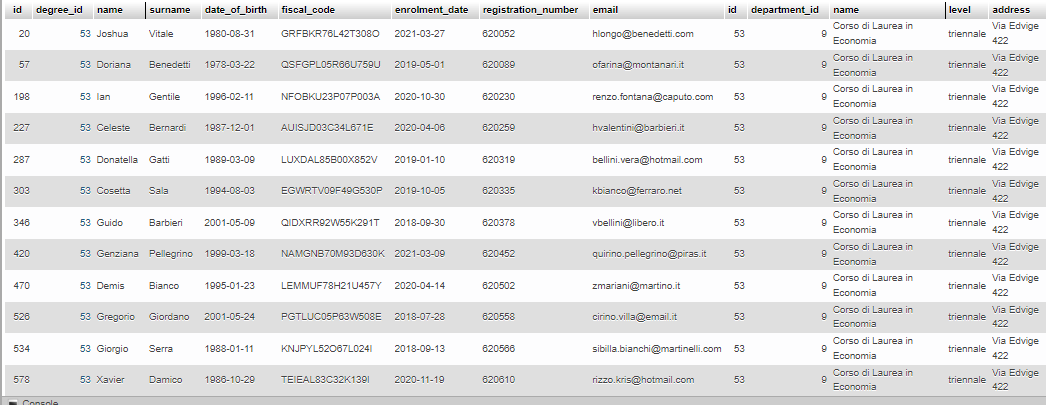 id degree_id name surname date_of_birth fiscal_code enrolment_date registration_number email id department_id name level address
20 53 Joshua Vitale 1980-08-31 GRFBKR76L42T308O 2021-03-27 620052 hlongo@benedetti.com 53 9 Corso di Laurea in Economia triennale Via Edvige 422
57 53 Doriana Benedetti 1978-03-22 QSFGPL05R66U759U 2019-05-01 620089 ofarina@montanari.it 53 9 Corso di Laurea in Economia triennale Via Edvige 422
198 53 Ian Gentile 1996-02-11 NFOBKU23P07P003A 2020-10-30 620230 renzo.fontana@caputo.com 53 9 Corso di Laurea in Economia triennale Via Edvige 422
227 53 Celeste Bernardi 1987-12-01 AUISJD03C34L671E 2020-04-06 620259 hvalentini@barbieri.it 53 9 Corso di Laurea in Economia triennale Via Edvige 422
287 53 Donatella Gatti 1989-03-09 LUXDAL85B00X852V 2019-01-10 620319 bellini.vera@hotmail.com 53 9 Corso di Laurea in Economia triennale Via Edvige 422
303 53 Cosetta Sala 1994-08-03 EGWRTV09F49G530P 2019-10-05 620335 kbianco@ferraro.net 53 9 Corso di Laurea in Economia triennale Via Edvige 422
346 53 Guido Barbieri 2001-05-09 QIDXRR92W55K291T 2018-09-30 620378 vbellini@libero.it 53 9 Corso di Laurea in Economia triennale Via Edvige 422
420 53 Genziana Pellegrino 1999-03-18 NAMGNB70M93D630K 2021-03-09 620452 quirino.pellegrino@piras.it 53 9 Corso di Laurea in Economia triennale Via Edvige 422
470 53 Demis Bianco 1995-01-23 LEMMUF78H21U457Y 2020-04-14 620502 zmariani@martino.it 53 9 Corso di Laurea in Economia triennale Via Edvige 422
526 53 Gregorio Giordano 2001-05-24 PGTLUC05P63W508E 2018-07-28 620558 cirino.villa@email.it 53 9 Corso di Laurea in Economia triennale Via Edvige 422
534 53 Giorgio Serra 1988-01-11 KNJPYL52O67L024I 2018-09-13 620566 sibilla.bianchi@martinelli.com 53 9 Corso di Laurea in Economia triennale Via Edvige 422
578 53 Xavier Damico 1986-10-29 TEIEAL83C32K139I 2020-11-19 620610 rizzo.kris@hotmail.com 53 9 Corso di Laurea in Economia triennale Via Edvige 422
Console